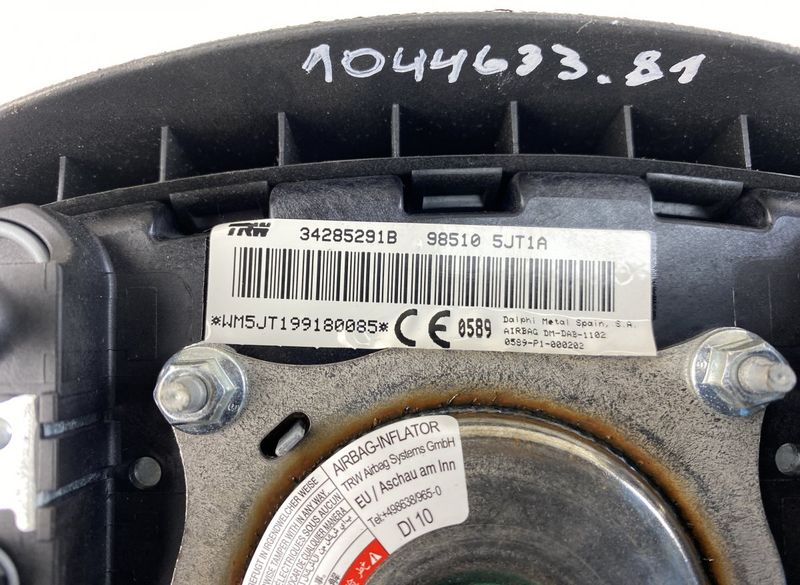 1044633.81
TRW 34285291B 98510 5JT1A
*WM5JT199180085* CE 0589
Dalphi Metal Spain, S.A.
AIRBAG DM-DAB-1102
0589-P1-000202
AIRBAG-INFLATOR
TRW Airbag Systems GmbH
EU / Aschau am Inn
Tel:+498638/965-0
DI 10